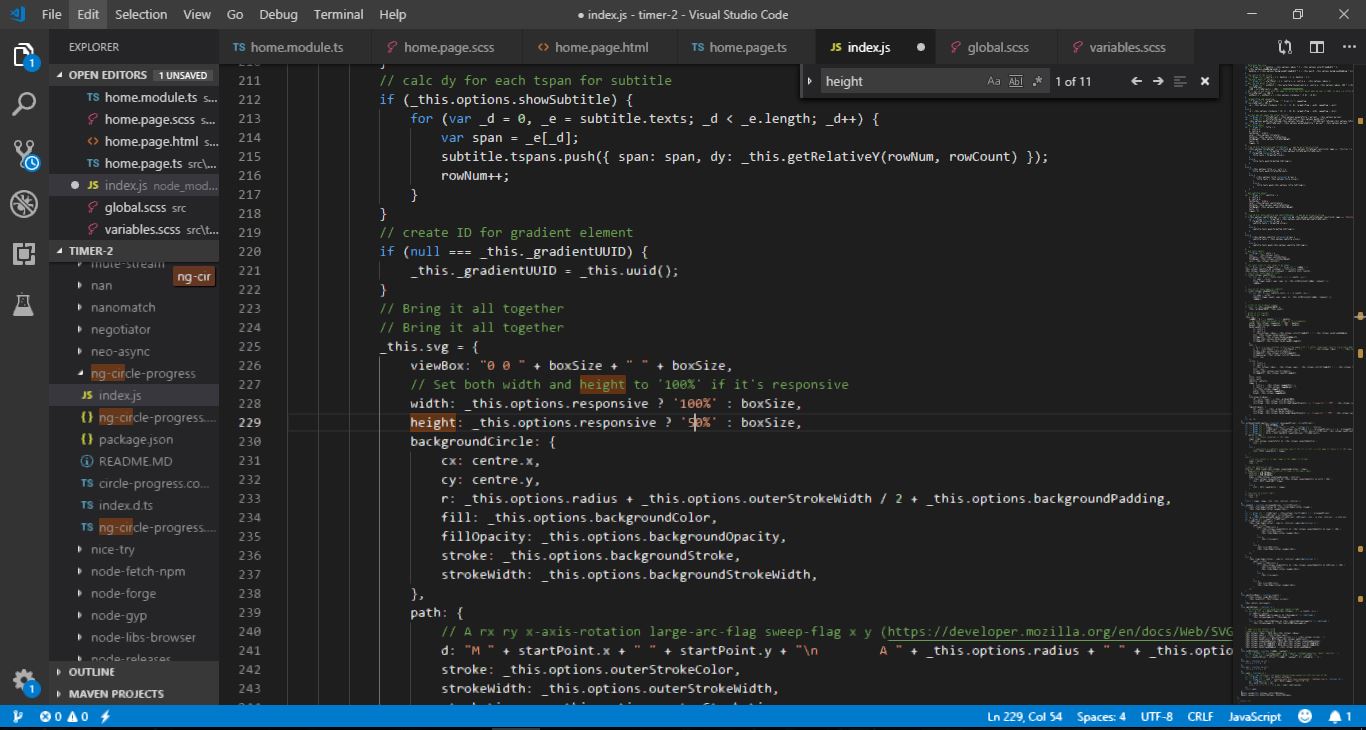 File Edit Selection View Go Debug Terminal Help
● index.js - timer-2 - Visual Studio Code
EXPLORER
TS home.module.ts
home.page.scss
<> home.page.html
TS home.page.ts
JS index.js ●
global.scss
variables.scss
height
Aa Abl .* 1 of 11
OPEN EDITORS 1 UNSAVED
TS home.module.ts s...
home.page.scss s...
<> home.page.html s...
TS home.page.ts src\...
● JS index.js node_mod...
global.scss src
variables.scss src\t...
TIMER-2
ng-cir
mute-stream
nan
nanomatch
negotiator
neo-async
ng-circle-progress
JS index.js
{} ng-circle-progress....
{} package.json
README.MD
TS circle-progress.co...
TS index.d.ts
TS ng-circle-progress....
nice-try
node-fetch-npm
node-forge
node-gyp
node-libs-browser
node-releases
OUTLINE
MAVEN PROJECTS
1
1
210 }
211 // calc dy for each tspan for subtitle
212 if (_this.options.showSubtitle) {
213 for (var _d = 0, _e = subtitle.texts; _d < _e.length; _d++) {
214 var span = _e[_d];
215 subtitle.tspans.push({ span: span, dy: _this.getRelativeY(rowNum, rowCount) });
216 rowNum++;
217 }
218 }
219 // create ID for gradient element
220 if (null === _this._gradientUUID) {
221 _this._gradientUUID = _this.uuid();
222 }
223 // Bring it all together
224 // Bring it all together
225 _this.svg = {
226 viewBox: "0 0 " + boxSize + " " + boxSize,
227 // Set both width and height to '100%' if it's responsive
228 width: _this.options.responsive ? '100%' : boxSize,
229 height: _this.options.responsive ? '50%' : boxSize,
230 backgroundCircle: {
231 cx: centre.x,
232 cy: centre.y,
233 r: _this.options.radius + _this.options.outerStrokeWidth / 2 + _this.options.backgroundPadding,
234 fill: _this.options.backgroundColor,
235 fillOpacity: _this.options.backgroundOpacity,
236 stroke: _this.options.backgroundStroke,
237 strokeWidth: _this.options.backgroundStrokeWidth,
238 },
239 path: {
240 // A rx ry x-axis-rotation large-arc-flag sweep-flag x y (https://developer.mozilla.org/en/docs/Web/SVG
241 d: "M " + startPoint.x + " " + startPoint.y + "\n A " + _this.options.radius + " " + _this.optio
242 stroke: _this.options.outerStrokeColor,
243 strokeWidth: _this.options.outerStrokeWidth,
0 0
Ln 229, Col 54 Spaces: 4 UTF-8 CRLF JavaScript 1